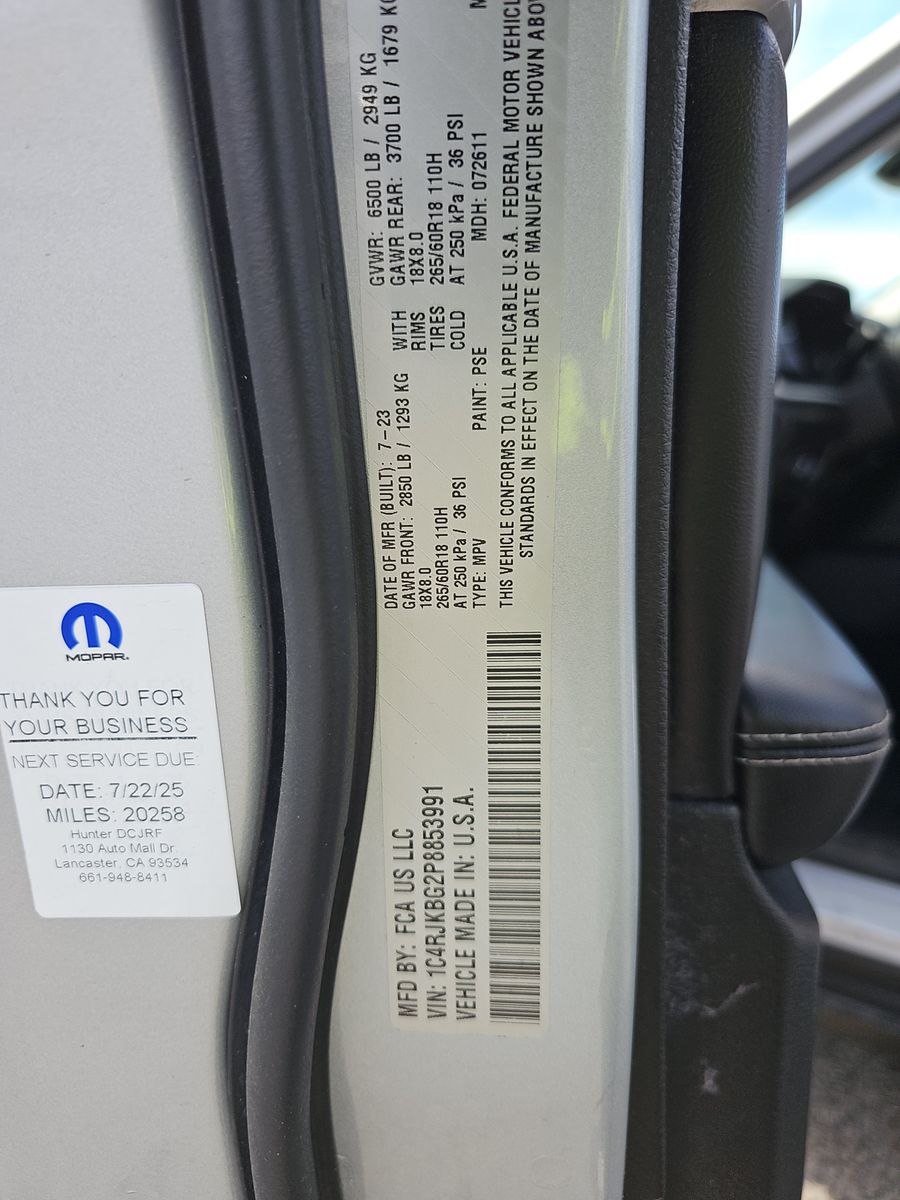 MOPAR.
THANK YOU FOR
YOUR BUSINESS
NEXT SERVICE DUE:
DATE: 7/22/25
MILES: 20258
Hunter DCJRF
1130 Auto Mall Dr.
Lancaster, CA 93534
661-948-8411
MFD BY: FCA US LLC
VIN: 1C4RJKBG2P8853991
VEHICLE MADE IN: U.S.A.
DATE OF MFR (BUILT): 7-23
GVWR: 6500 LB / 2949 KG
GAWR FRONT: 2850 LB / 1293 KG WITH GAWR REAR: 3700 LB / 1679 KG
18X8.0 RIMS 18X8.0
265/60R18 110H TIRES 265/60R18 110H
AT 250 kPa / 36 PSI COLD AT 250 kPa / 36 PSI
TYPE: MPV PAINT: PSE MDH: 072611
THIS VEHICLE CONFORMS TO ALL APPLICABLE U.S.A. FEDERAL MOTOR
STANDARDS IN EFFECT ON THE DATE OF MANUFACTURE SHOWN